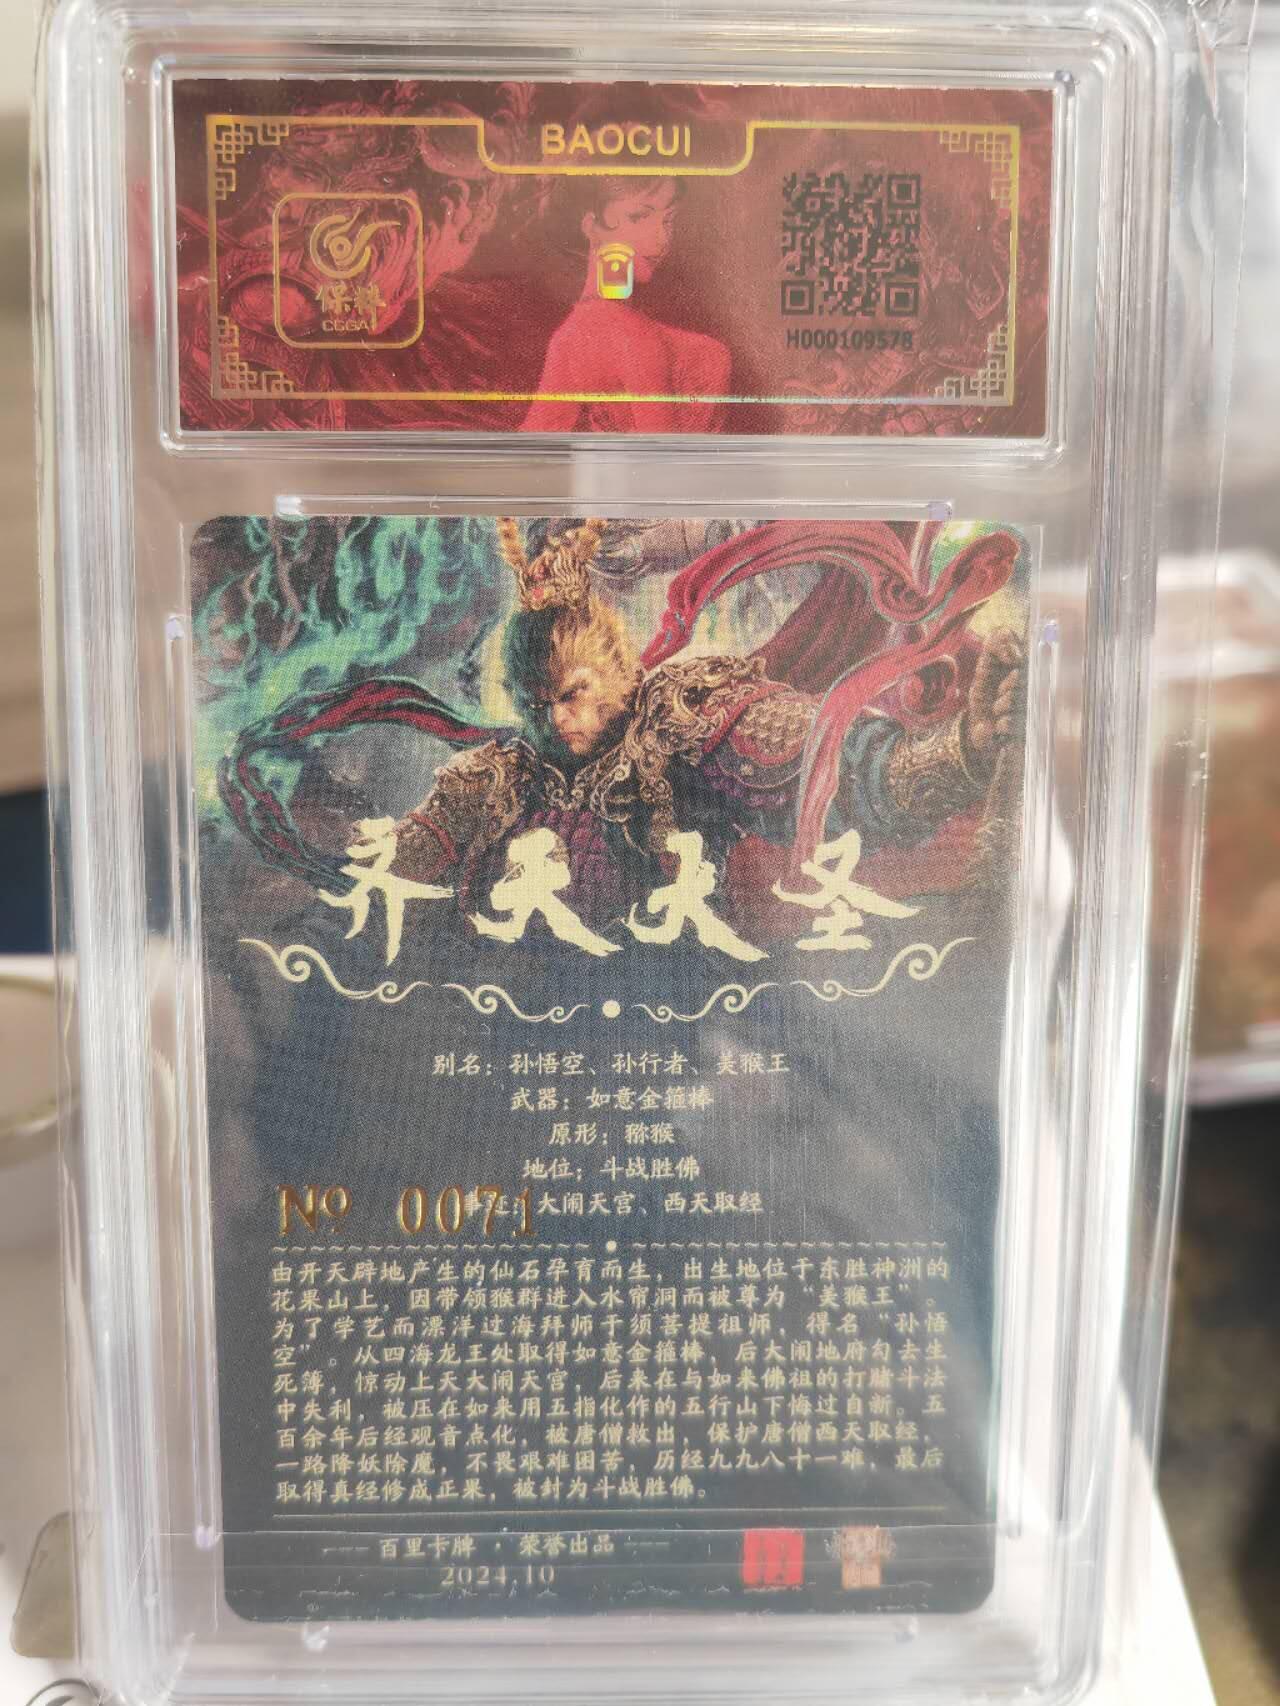 BAOCUI
保粹
CGGA
H000109578
齐天大圣
别名：孙悟空、孙行者、美猴王
武器：如意金箍棒
原形：猕猴
地位：斗战胜佛
事迹：大闹天宫、西天取经
Nº 0071
由开天辟地产生的仙石孕育而生，出生地位于东胜神洲的
花果山上，因带领猴群进入水帘洞而被尊为“美猴王”。
为了学艺而漂洋过海拜师于须菩提祖师，得名“孙悟
空”。从四海龙王处取得如意金箍棒，后大闹地府勾去生
死簿，惊动上天大闹天宫，后来在与如来佛祖的打赌斗法
中失利，被压在如来用五指化作的五行山下悔过自新。五
百余年后经观音点化，被唐僧救出，保护唐僧西天取经，
一路降妖除魔，不畏艰难困苦，历经九九八十一难，最后
取得真经修成正果，被封为斗战胜佛。
百里卡牌·荣誉出品
2024.10